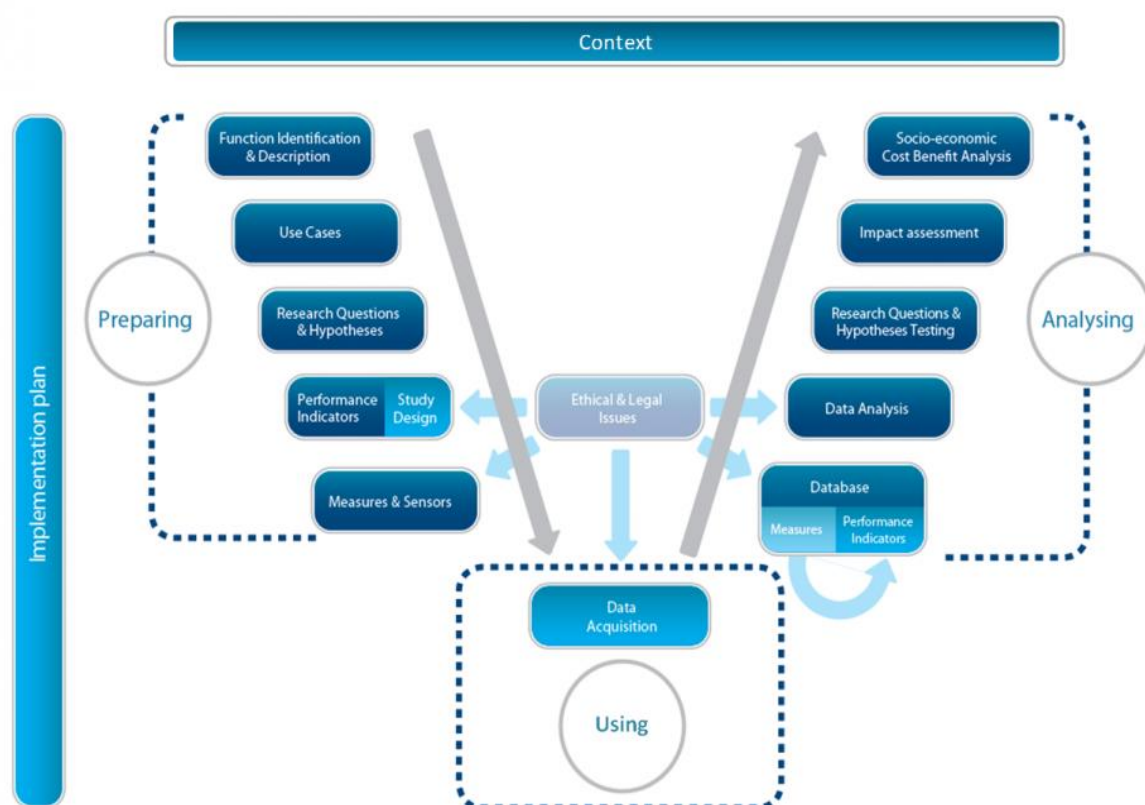 Context
Implementation plan
Preparing
Function Identification
& Description
Use Cases
Research Questions
& Hypotheses
Performance
Indicators
Study
Design
Measures & Sensors
Ethical & Legal
Issues
Data
Acquisition
Using
Socio-economic
Cost Benefit Analysis
Impact assessment
Research Questions &
Hypotheses Testing
Data Analysis
Database
Measures
Performance
Indicators
Analysing